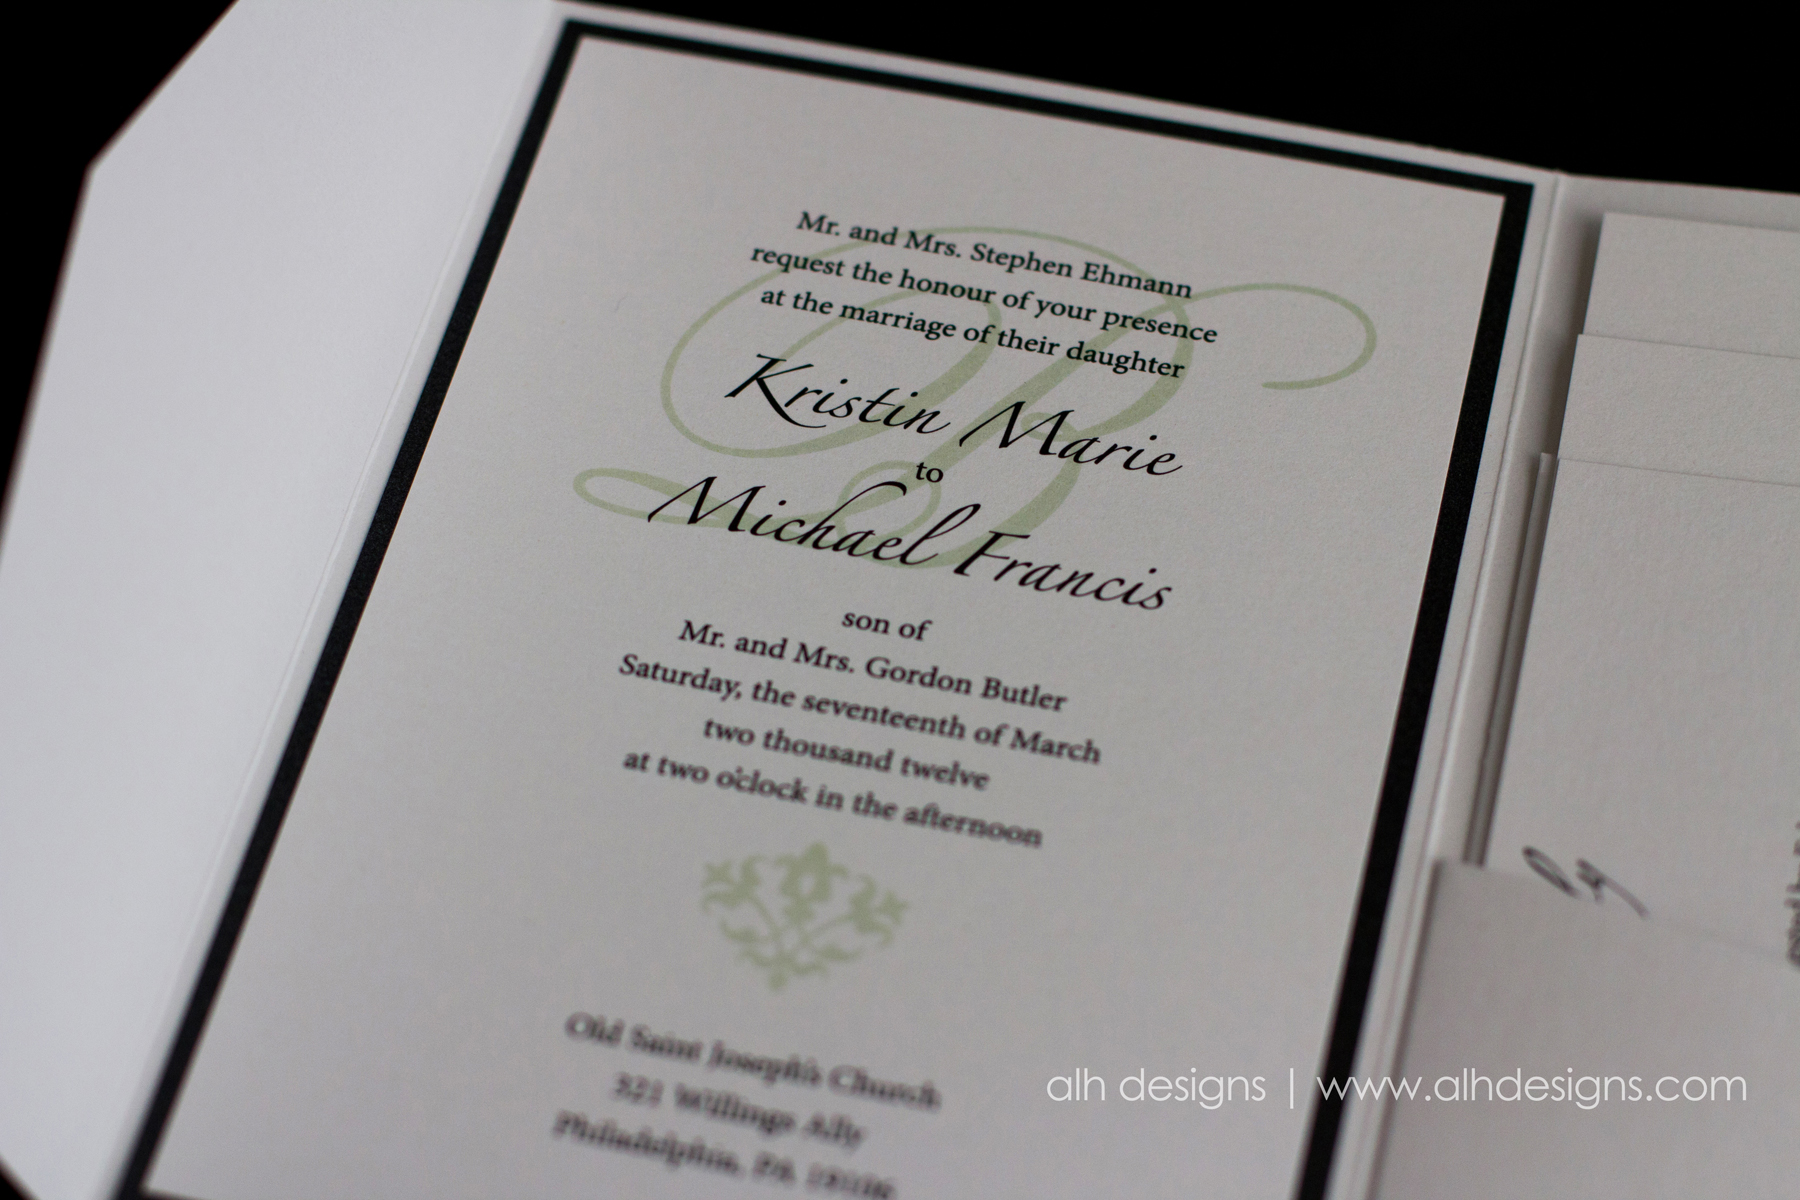 Mr. and Mrs. Stephen Ehmann
request the honour of your presence
at the marriage of their daughter
Kristin Marie
to
Michael Francis
son of
Mr. and Mrs. Gordon Butler
Saturday, the seventeenth of March
two thousand twelve
at two o'clock in the afternoon
Old Saint Joseph's Church
321 Willings Ally
Philadelphia, PA 19106
alh designs | www.alhdesigns.com
B